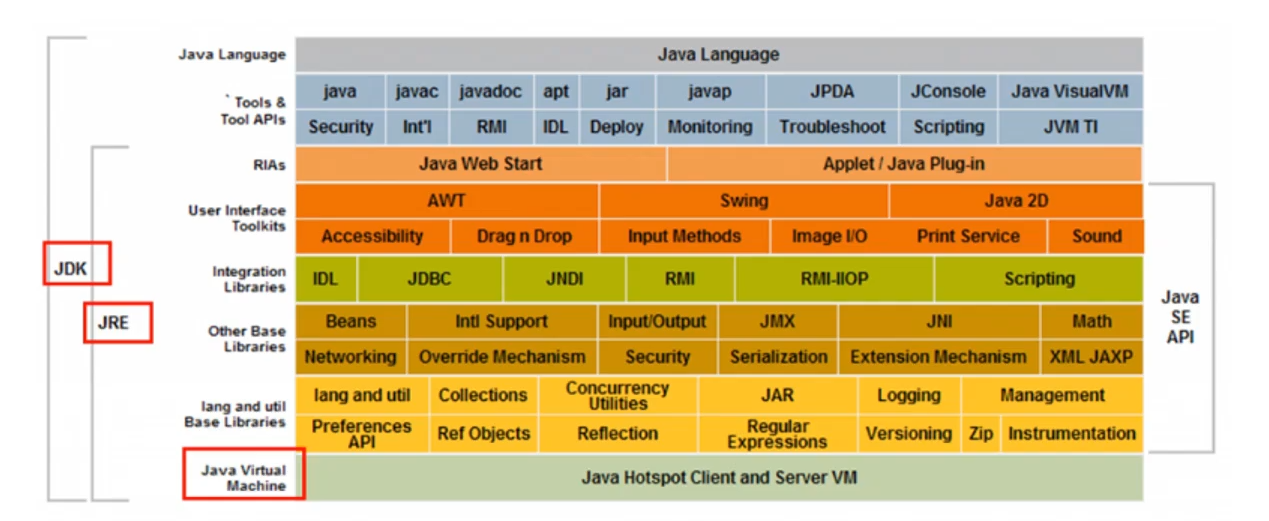 Java Language
Java Language
` Tools &
Tool APIs
java javac javadoc apt jar javap JPDA JConsole Java VisualVM
Security Int'l RMI IDL Deploy Monitoring Troubleshoot Scripting JVM TI
RIAs
Java Web Start Applet / Java Plug-in
User Interface
Toolkits
AWT Swing Java 2D
Accessibility Drag n Drop Input Methods Image I/O Print Service Sound
JDK
Integration
Libraries
IDL JDBC JNDI RMI RMI-IIOP Scripting
JRE
Other Base
Libraries
Beans Intl Support Input/Output JMX JNI Math
Networking Override Mechanism Security Serialization Extension Mechanism XML JAXP
Java
SE
API
lang and util
Base Libraries
lang and util Collections Concurrency Utilities JAR Logging Management
Preferences API Ref Objects Reflection Regular Expressions Versioning Zip Instrumentation
Java Virtual
Machine
Java Hotspot Client and Server VM